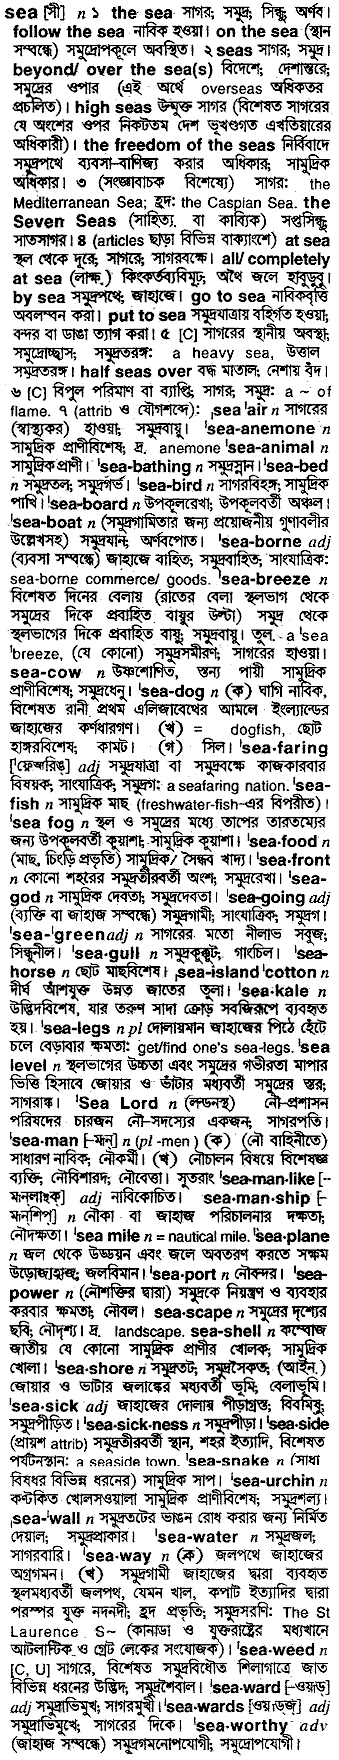 sea [সী] n ১ the sea সাগর; সমুদ্র; সিন্ধু; অর্ণব।
follow the sea নাবিক হওয়া। on the sea (স্থান
সম্বন্ধে) সমুদ্রোপকূলে অবস্থিত। ২ seas সাগর; সমুদ্র।
beyond/ over the sea(s) বিদেশে; দেশান্তরে;
সমুদ্রের ওপার (এই অর্থে overseas অধিকতর
প্রচলিত)। high seas উন্মুক্ত সাগর (বিশেষত সাগরের
যে অংশের ওপর নিকটতম দেশ ভূখণ্ডগত এখতিয়ারের
অধিকারী)। the freedom of the seas নির্বিবাদে
সমুদ্রপথে ব্যবসা-বাণিজ্য করার অধিকার; সামুদ্রিক
অধিকার। ৩ (সংজ্ঞাবাচক বিশেষ্যে) সাগর: the
Mediterranean Sea; হ্রদ: the Caspian Sea. the
Seven Seas (সাহিত্য. বা কাব্যিক) সপ্তসিন্ধু;
সাতসাগর। ৪ (articles ছাড়া বিভিন্ন বাক্যাংশে) at sea
স্থল থেকে দূরে; সাগরে; সাগরবক্ষে। all/ completely
at sea (লাক্ষ.) কিংকর্তব্যবিমূঢ়; অথৈ জলে হাবুডুবু।
by sea সমুদ্রপথে; জাহাজে। go to sea নাবিকবৃত্তি
অবলম্বন করা। put to sea সমুদ্রযাত্রায় বহির্গত হওয়া;
বন্দর বা ডাঙা ত্যাগ করা। ৫ [C] সাগরের স্থানীয় অবস্থা;
সমুদ্রোচ্ছাস; সমুদ্রতরঙ্গ: a heavy sea, উত্তাল
সমুদ্রতরঙ্গ। half seas over বদ্ধ মাতাল; নেশায় বুঁদ।
৬ [C] বিপুল পরিমাণ বা ব্যাপ্তি; সাগর; সমুদ্র: a ~ of
flame. ৭ (attrib ও যৌগশব্দে): ˌsea ˈair n সাগরের
(স্বাস্থ্যকর) হাওয়া; সমুদ্রবায়ু। ˈsea-anemone n
সামুদ্রিক প্রাণীবিশেষ; দ্র. anemone ˈsea-animal n
সামুদ্রিকপ্রাণী। ˈsea-bathing n সমুদ্রস্নান। ˈsea-bed
n সমুদ্রতল; সমুদ্রগর্ভ। ˈsea-bird n সাগরবিহঙ্গ; সামুদ্রিক
পাখি। ˈsea-board n উপকূলরেখা; উপকূলবর্তী অঞ্চল।
ˈsea-boat n (সমুদ্রগামিতার জন্য প্রয়োজনীয় গুণাবলীর
উল্লেখসহ) সমুদ্রযান; অর্ণবপোত। ˈsea-borne adj
(ব্যবসা সম্বন্ধে) জাহাজে বাহিত; সমুদ্রবাহিত; সাংযাত্রিক:
sea-borne commerce/ goods. ˈsea-breeze n
বিশেষত দিনের বেলায় (রাতের বেলা স্থলভাগ থেকে
সমুদ্রের দিকে প্রবাহিত বায়ুর উল্টা) সমুদ্র থেকে
স্থলভাগের দিকে প্রবাহিত বায়ু; সমুদ্রবায়ু। তুল. a ˈsea
ˈbreeze, (যে কোনো) সমুদ্রসমীরণ; সাগরের হাওয়া।
sea-cow n উষ্ণশোণিত, স্তন্য পায়ী সামুদ্রিক
প্রাণীবিশেষ; সমুদ্রধেনু। ˈsea-dog n (ক) ঘাগি নাবিক,
বিশেষত রানী প্রথম এলিজাবেথের আমলে ইংল্যান্ডের
জাহাজের কর্ণধারগণ। (খ) = dogfish, ছোট
হাঙ্গরবিশেষ; কামট। (গ) সিল। ˈsea·faring
[ˈফ়েআরিঙ্] adj সমুদ্রযাত্রা বা সমুদ্রবক্ষে কাজকারবার
বিষয়ক; সাংযাত্রিক; সমুদ্রগ: a seafaring nation. ˈsea-
fish n সামুদ্রিক মাছ (freshwater-fish-এর বিপরীত)।
ˈsea fog n স্থল ও সমুদ্রের মধ্যে তাপের তারতম্যের
জন্য উপকূলবর্তী কুয়াশা; সামুদ্রিক কুয়াশা। ˈsea-food n
(মাছ, চিংড়ি প্রভৃতি) সামুদ্রিক/ সৈন্ধব খাদ্য। ˈsea-front
n কোনো শহরের সমুদ্রতীরবর্তী অংশ; সমুদ্ররেখা। ˈsea-
god n সামুদ্রিক দেবতা; সমুদ্রদেবতা। ˈsea-going adj
(ব্যক্তি বা জাহাজ সম্বন্ধে) সমুদ্রগামী; সাংযাত্রিক; সমুদ্রগ।
ˈsea-ˈgreen adj n সাগরের মতো নীলাভ সবুজ;
সিন্ধুনীল। ˈsea-gull n সমুদ্রকুক্কুট; গাংচিল। ˈsea-
horse n ছোট মাছবিশেষ। ˌsea-island ˈcotton n
দীর্ঘ আঁশযুক্ত উন্নত জাতের তুলা। ˈsea-kale n
উদ্ভিদবিশেষ, যার তরুণ সাদা ক্রোড় সবজিরূপে ব্যবহৃত
হয়। ˈsea-legs n pl দোলায়মান জাহাজের পিঠে হেঁটে
চলে বেড়াবার ক্ষমতা: get/find one's sea-legs. ˈsea
level n স্থলভাগের উচ্চতা এবং সমুদ্রের গভীরতা মাপার
ভিত্তি হিসাবে জোয়ার ও ভাঁটার মধ্যবর্তী সমুদ্রের স্তর;
সাগরাঙ্ক। ˈSea Lord n (লন্ডনস্থ) নৌ-প্রশাসন
পরিষদের চারজন নৌ-সদস্যের একজন; সাগরপতি।
sea·man [–মান্] n (pl -men) (ক) (নৌ বাহিনীতে)
সাধারণ নাবিক; নৌকর্মী। (খ) নৌচালন বিষয়ে বিশেষজ্ঞ
ব্যক্তি; নৌবিশারদ; নৌবেত্তা। সুতরাং ˈsea-man-like [–
মান্‌লাইক্] adj নাবিকোচিত। sea·man·ship [–
মান্‌শিপ্] n নৌকা বা জাহাজ পরিচালনার দক্ষতা;
নৌদক্ষতা। ˈsea mile n = nautical mile. ˈsea-plane
n জল থেকে উড্ডয়ন এবং জলে অবতরণ করতে সক্ষম
উড়োজাহাজ; জলবিমান। ˈsea-port n নৌবন্দর। ˈsea-
power n (নৌশক্তির দ্বারা) সমুদ্রকে নিয়ন্ত্রণ ও ব্যবহার
করবার ক্ষমতা; নৌবল। sea-scape n সমুদ্রের দৃশ্যের
ছবি; নৌদৃশ্য। দ্র. landscape. sea-shell n কম্বোজ
জাতীয় যে কোনো সামুদ্রিক প্রাণীর খোলক; সামুদ্রিক
খোলা। ˈsea-shore n সমুদ্রতট; সমুদ্রসৈকত; (আইন.)
জোয়ার ও ভাটার জলাঙ্কের মধ্যবর্তী ভূমি; বেলাভূমি।
ˈsea·sick adj জাহাজের দোলায় পীড়াগ্রস্ত; বিবমিষু;
সমুদ্রপীড়িত। ˈsea-sick·ness n সমুদ্রপীড়া। ˈsea·side
(প্রায়শ attrib) সমুদ্রতীরবর্তী স্থান, শহর ইত্যাদি, বিশেষত
পর্যটনস্থান: a seaside town. ˈsea-snake n (সাধা
বিষধর বিভিন্ন ধরনের) সামুদ্রিক সাপ। ˈsea-urchin n
কণ্টকিত খোলসওয়ালা সামুদ্রিক প্রাণীবিশেষ; সমুদ্রশল্য।
ˌsea-ˈwall n সমুদ্রতটের ভাঙন রোধ করার জন্য নির্মিত
দেয়াল; সমুদ্রপ্রাকার। ˈsea-water n সমুদ্রজল;
সাগরবারি। ˈsea-way n (ক) জলপথে জাহাজের
অগ্রগমন। (খ) সমুদ্রগামী জাহাজের দ্বারা ব্যবহৃত
স্থলমধ্যবর্তী জলপথ, যেমন খাল, কপাট ইত্যাদির দ্বারা
পরস্পর যুক্ত নদনদী; হ্রদ প্রভৃতি; সমুদ্রসরণি: The St
Laurence S~ (কানাডা ও যুক্তরাষ্ট্রের মধ্যখানে
আটলান্টিক ও গ্রেট লেকের সংযোজক)। ˈsea-weed n
[C, U] সাগরে, বিশেষত সমুদ্রবিধৌত শিলাগাত্রে জাত
বিভিন্ন ধরনের উদ্ভিদ; সমুদ্রশৈবাল। ˈsea-ward [–ওয়াড্]
adj সমুদ্রাভিমুখ; সাগরমুখী। ˈsea-wards [ওয়াড্‌জ়্] adj
সমুদ্রাভিমুখে; সাগরের দিকে। ˈsea-worthy adv
(জাহাজ সম্বন্ধে) সমুদ্রগমনোপযোগী; সমুদ্রোপযোগী।